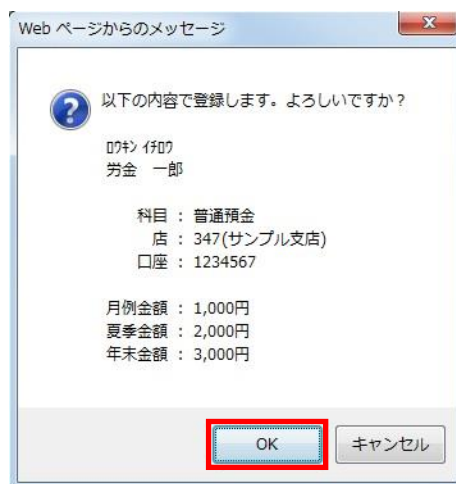 Web ページからのメッセージ
以下の内容で登録します。よろしいですか？
ﾛｳｷﾝ ｲﾁﾛｳ
労金　一郎
科目 : 普通預金
店 : 347(サンプル支店)
口座 : 1234567
月例金額 : 1,000円
夏季金額 : 2,000円
年末金額 : 3,000円
OK
キャンセル